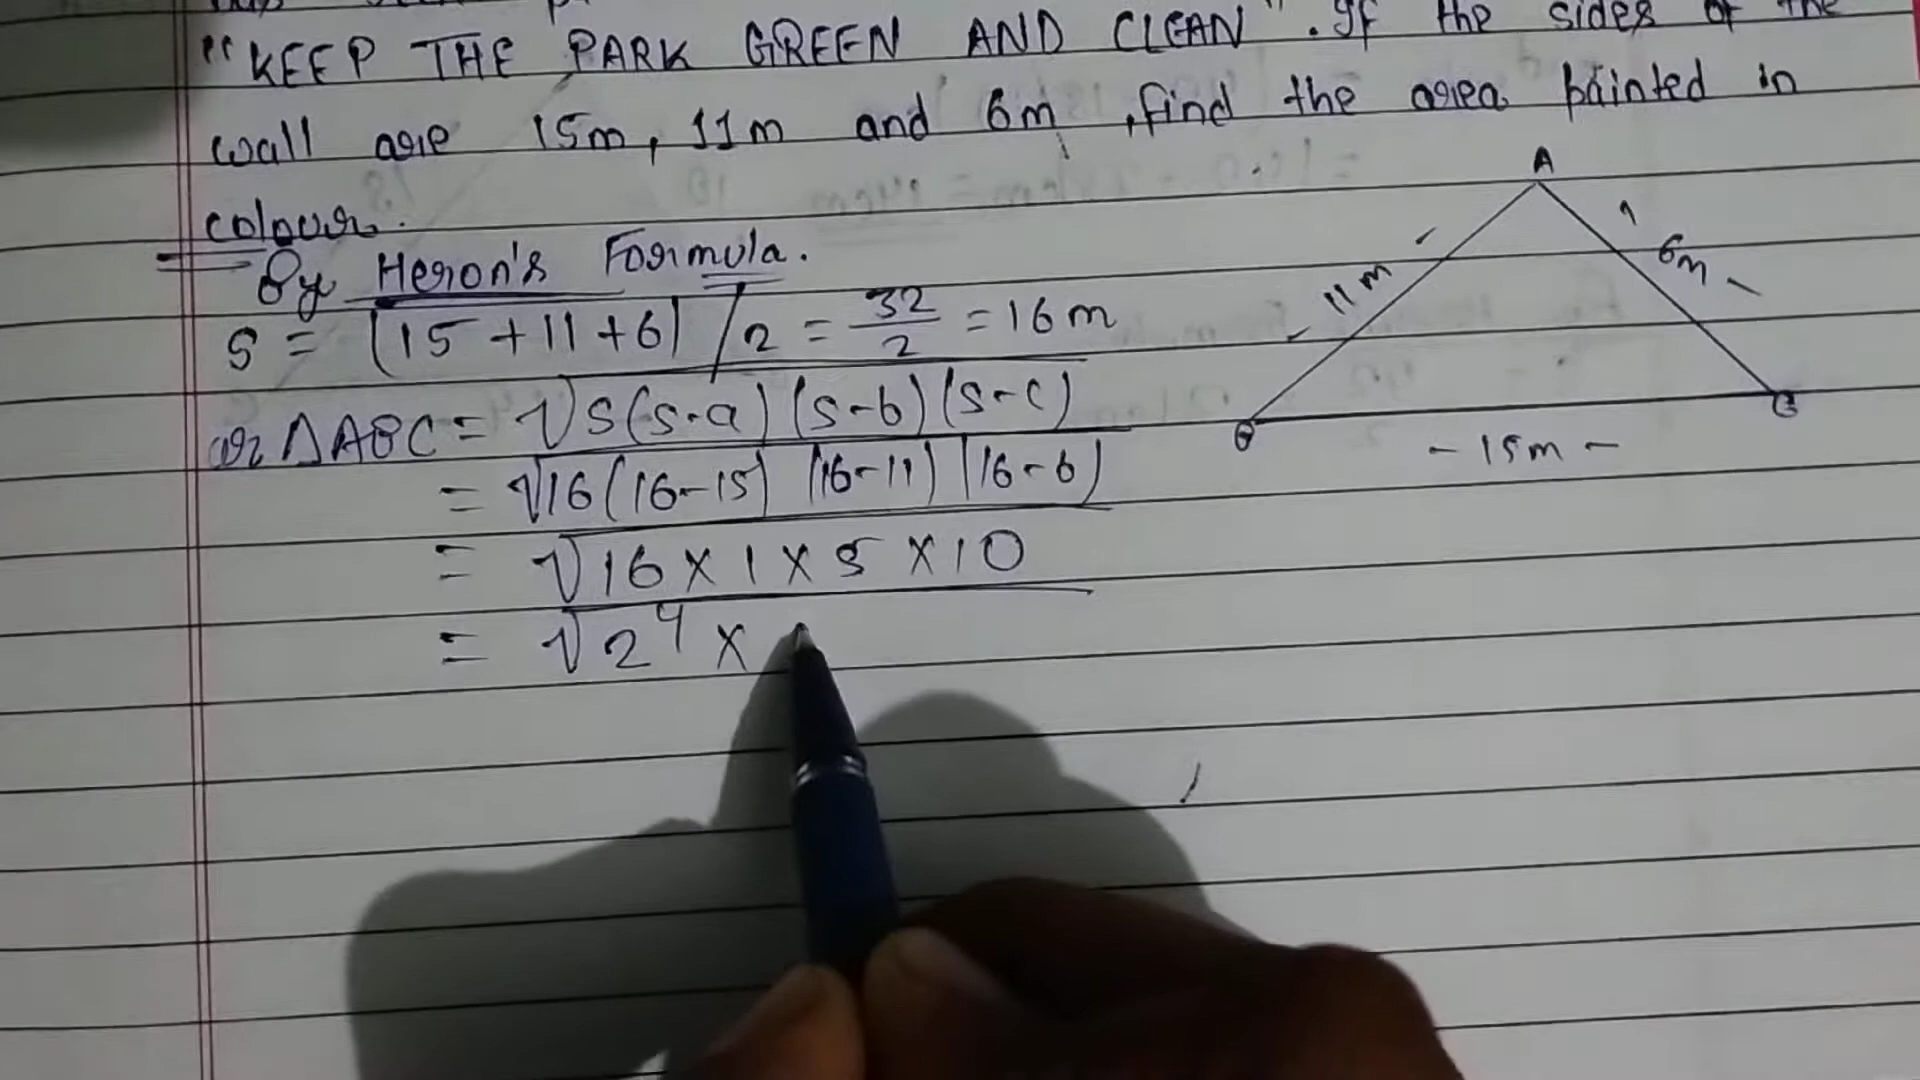 "KEEP THE PARK GREEN AND CLEAN". If the sides of the
wall are 15m, 11m and 6m, find the area painted in
colour.
By Heron's Formula.
S = (15+11+6)/2 = 32/2 = 16m
ar ΔABC = √S(S-a)(S-b)(S-c)
= √16(16-15)(16-11)(16-6)
= √16×1×5×10
= √2⁴×
A
11m
6m
B
C
-15m-